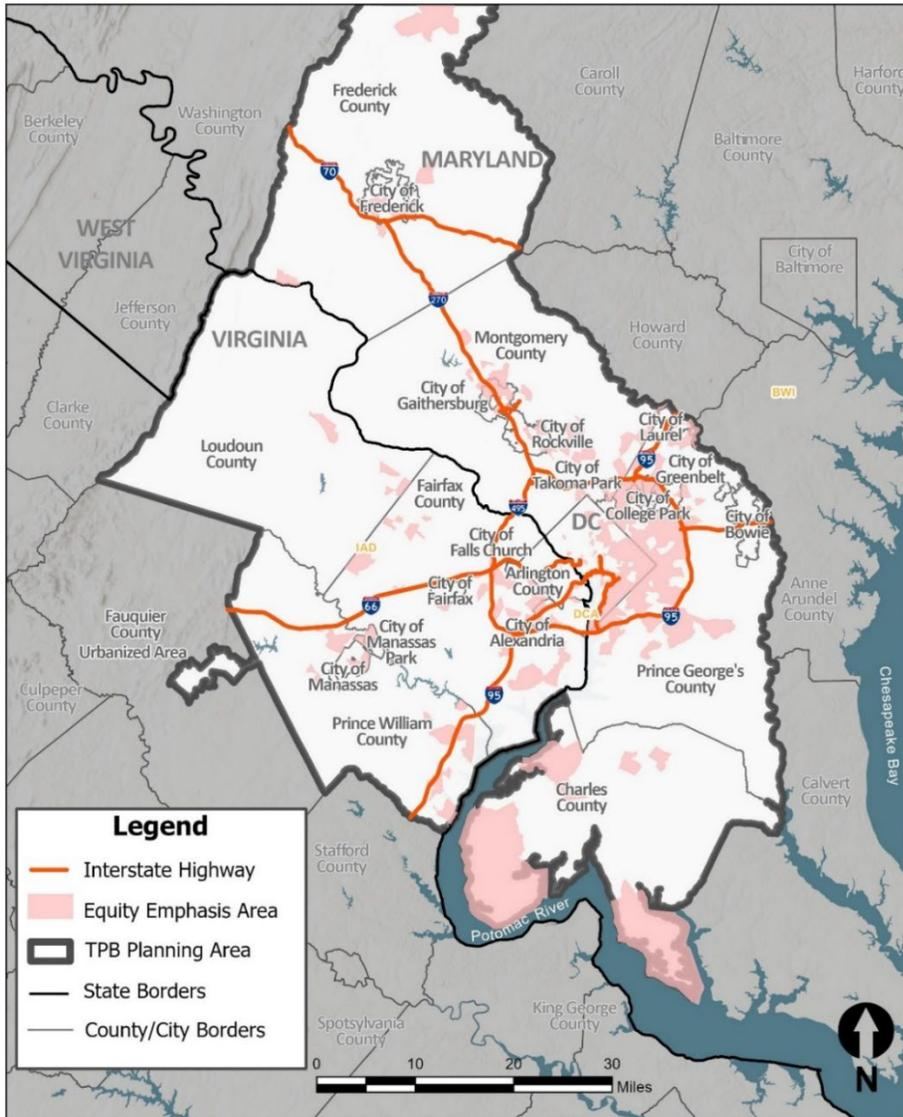 Frederick
County
Caroll
County
Harford
County
Washington
County
Berkeley
County
Baltimore
County
MARYLAND
70
City of
Frederick
WEST
VIRGINIA
City of
Baltimore
Jefferson
County
270
Howard
County
VIRGINIA
Montgomery
County
City of
Gaithersburg
BWI
Clarke
County
City of
Rockville
City of
Laurel
Loudoun
County
95
City of
Greenbelt
City of
Takoma Park
Fairfax
County
City of
College Park
495
DC
City of
Bowie
City of
Falls Church
IAD
Arlington
County
City of
Fairfax
Anne
Arundel
County
66
DCA
95
Fauquier
County
Urbanized Area
City of
Manassas
Park
City of
Alexandria
City of
Manassas
Prince George's
County
Culpeper
County
95
Prince William
County
Chesapeake Bay
Charles
County
Calvert
County
Legend
Interstate Highway
Equity Emphasis Area
TPB Planning Area
State Borders
County/City Borders
Stafford
County
Potomac River
King George
County
Spotsylvania
County
0 10 20 30
Miles
N